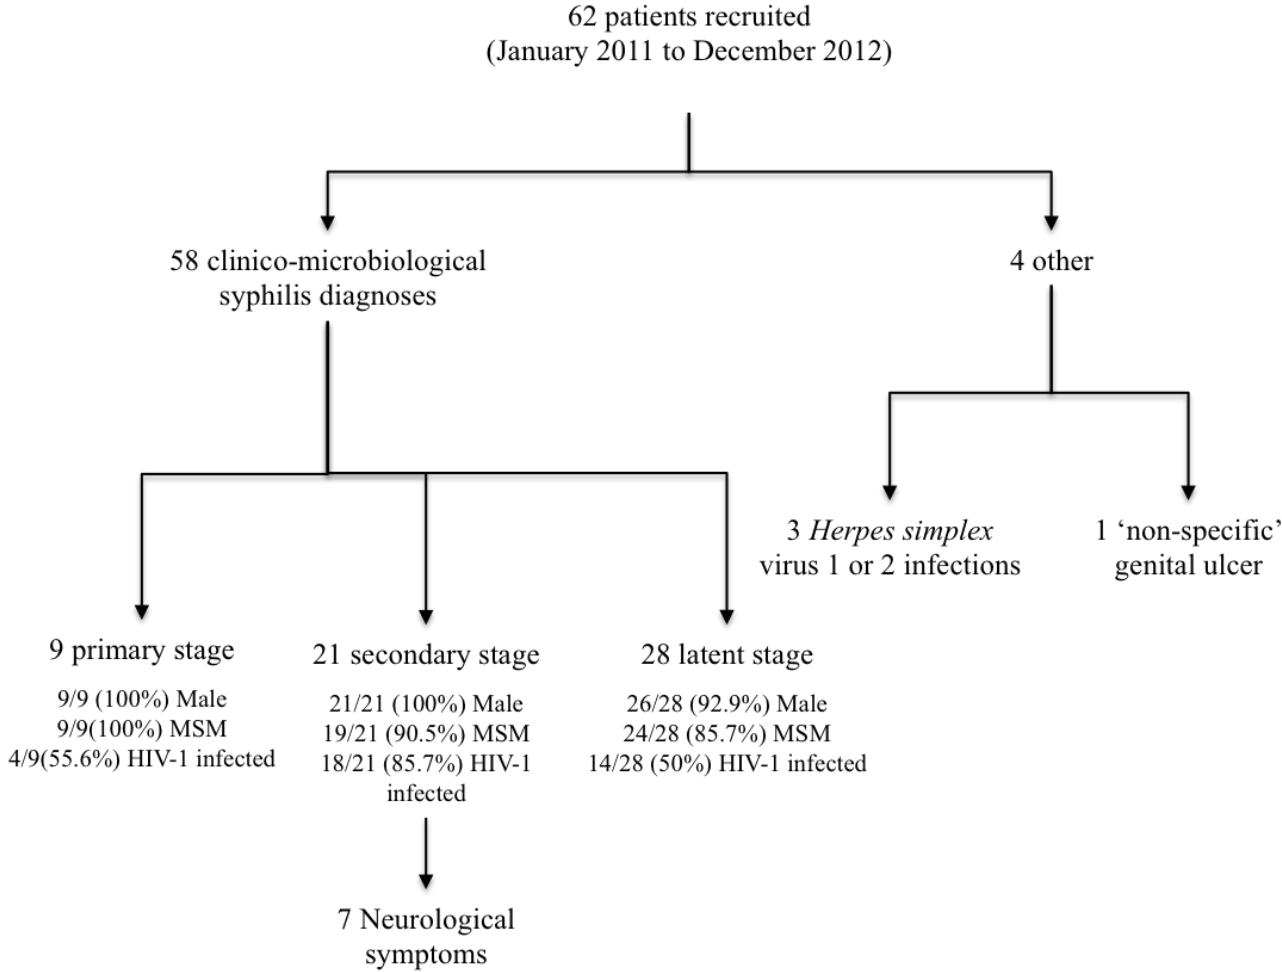 62 patients recruited
(January 2011 to December 2012)
58 clinico-microbiological
syphilis diagnoses
4 other
3 Herpes simplex
virus 1 or 2 infections
1 ‘non-specific’
genital ulcer
9 primary stage
9/9 (100%) Male
9/9(100%) MSM
4/9(55.6%) HIV-1 infected
21 secondary stage
21/21 (100%) Male
19/21 (90.5%) MSM
18/21 (85.7%) HIV-1
infected
28 latent stage
26/28 (92.9%) Male
24/28 (85.7%) MSM
14/28 (50%) HIV-1 infected
7 Neurological
symptoms